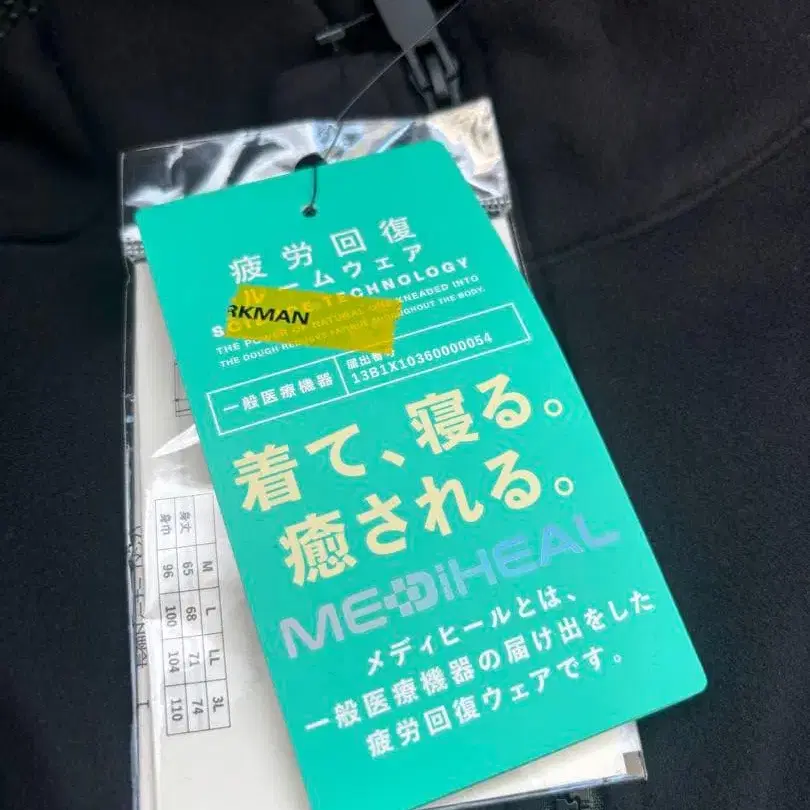 疲労回復
ルームウェア
SCIENCE TECHNOLOGY
RKMAN
THE POWER OF NATURAL ORE KNEADED INTO
THE DOUGH THROUGHOUT THE BODY.
一般医療機器
届出番号
13B1X10360000054
着て、寝る。
癒される。
MEDiHEAL
メディヒールとは、
一般医療機器の届け出をした
疲労回復ウェアです。
M L LL 3L
身丈 65 68 71 74
身巾 96 100 104 110